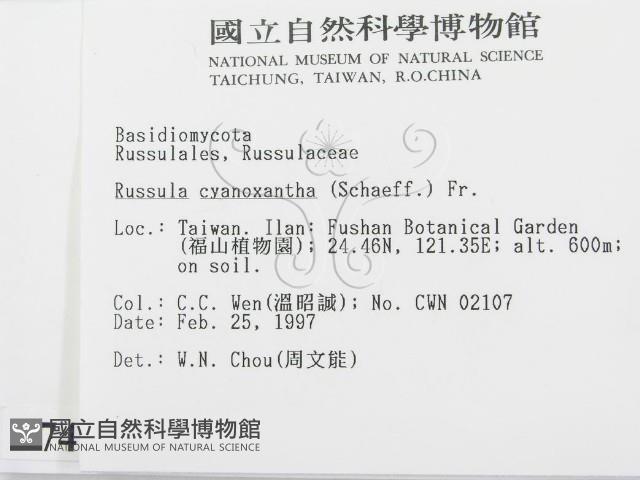 國立自然科學博物館
NATIONAL MUSEUM OF NATURAL SCIENCE
TAICHUNG, TAIWAN, R.O.CHINA
Basidiomycota
Russulales, Russulaceae
Russula cyanoxantha (Schaeff.) Fr.
Loc.: Taiwan. Ilan: Fushan Botanical Garden
(福山植物園); 24.46N, 121.35E; alt. 600m;
on soil.
Col.: C.C. Wen(溫昭誠); No. CWN 02107
Date: Feb. 25, 1997
Det.: W.N. Chou(周文能)
74
國立自然科學博物館
NATIONAL MUSEUM OF NATURAL SCIENCE